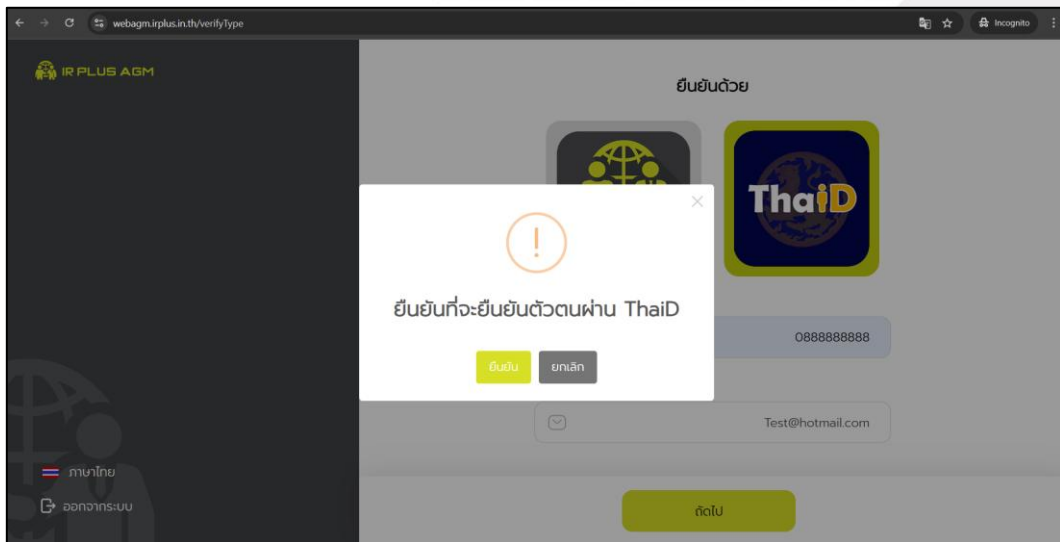 webagm.irplus.in.th/verifyType
Incognito
IR PLUS AGM
ยืนยันด้วย
ThaiD
ยืนยันที่จะยืนยันตัวตนผ่าน ThaiD
0888888888
ยืนยัน
ยกเลิก
Test@hotmail.com
ภาษาไทย
ออกจากระบบ
ถัดไป